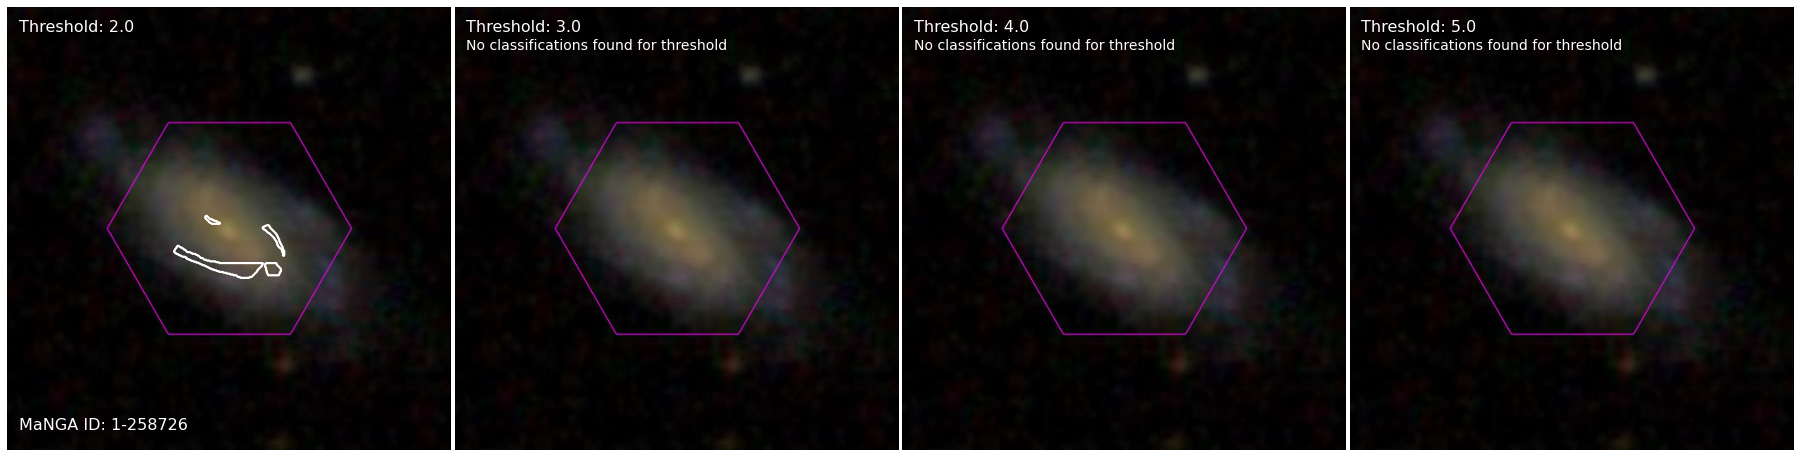 Threshold: 2.0
MaNGA ID: 1-258726
Threshold: 3.0
No classifications found for threshold
Threshold: 4.0
No classifications found for threshold
Threshold: 5.0
No classifications found for threshold